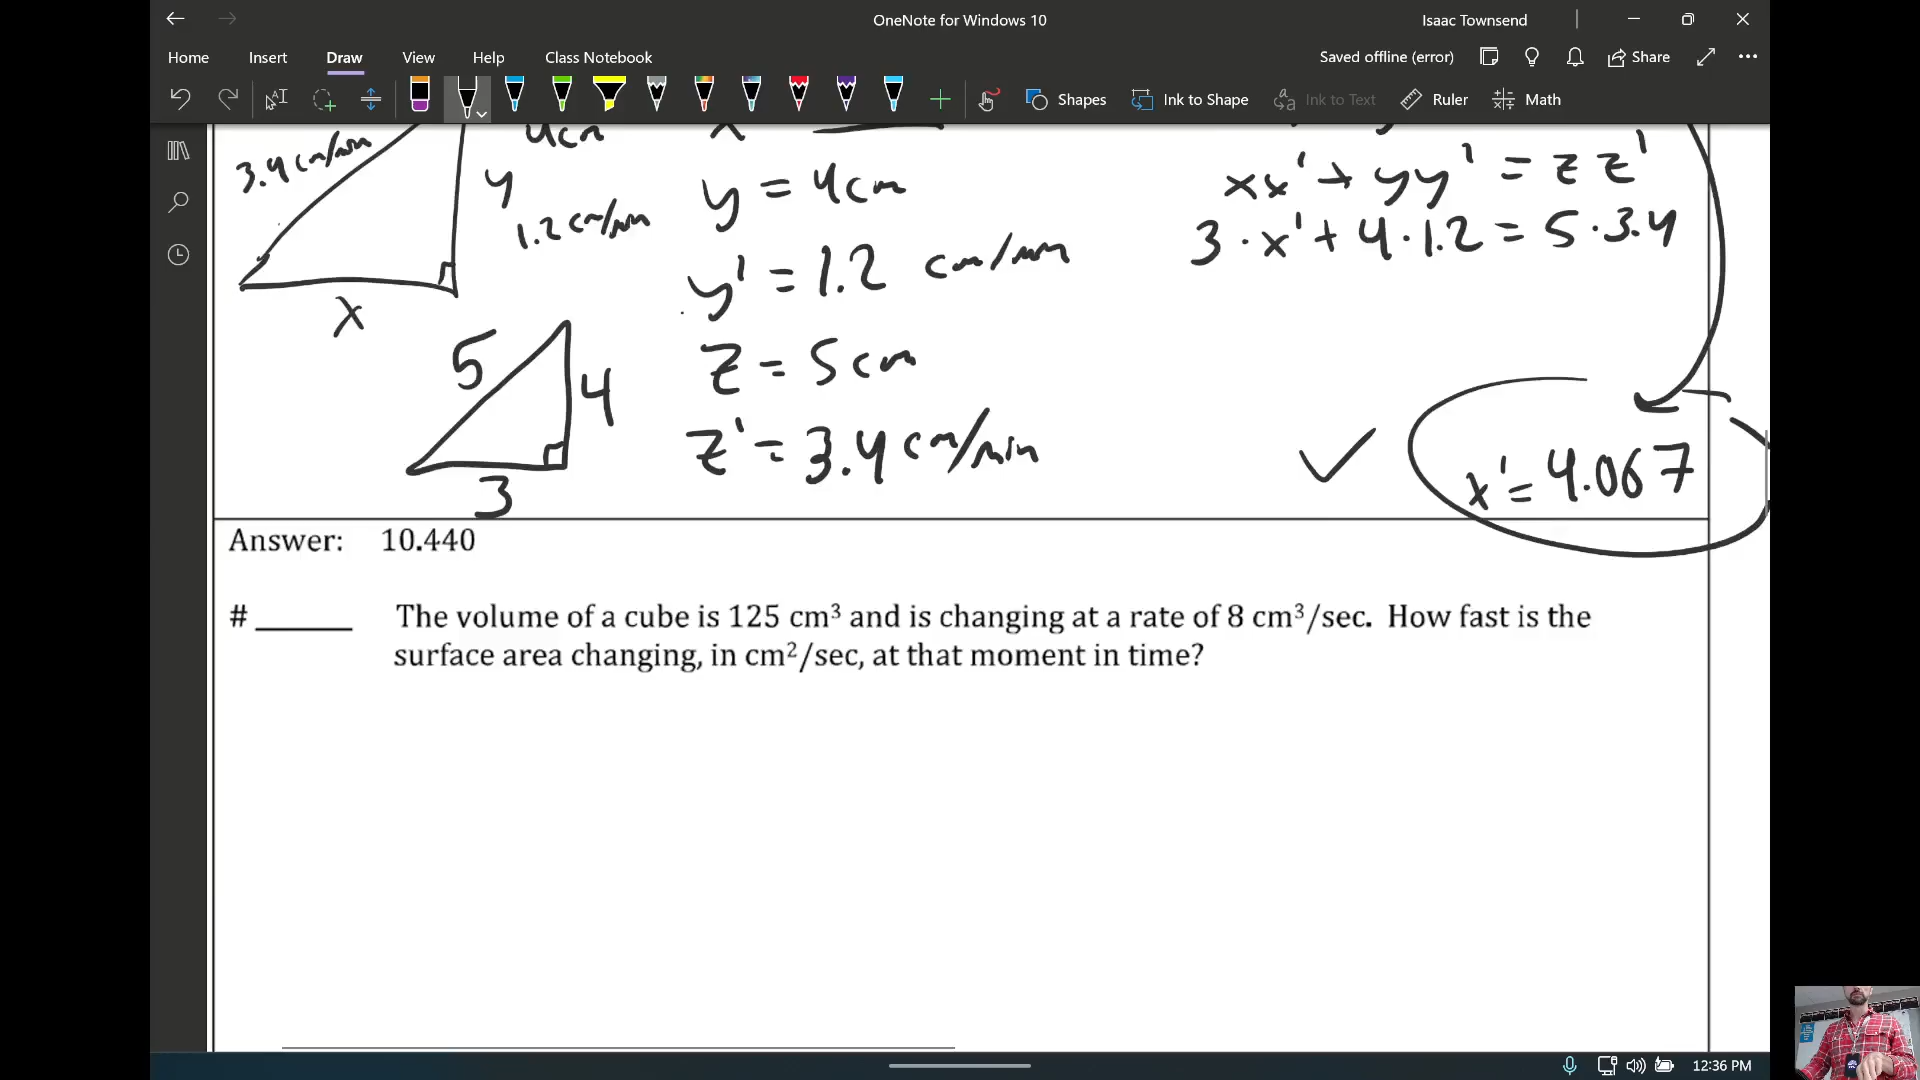 OneNote for Windows 10
Isaac Townsend
Home Insert Draw View Help Class Notebook
Saved offline (error) Share
Shapes Ink to Shape Ink to Text Ruler Math
3.4 cm/min
4cm
x
y
1.2 cm/min
x
y = 4cm
y' = 1.2 cm/min
z = 5cm
z' = 3.4 cm/min
5
4
3
xx' + yy' = zz'
3 · x' + 4 · 1.2 = 5 · 3.4
x' = 4.067
Answer: 10.440
# ______ The volume of a cube is 125 cm³ and is changing at a rate of 8 cm³/sec. How fast is the
surface area changing, in cm²/sec, at that moment in time?
12:36 PM